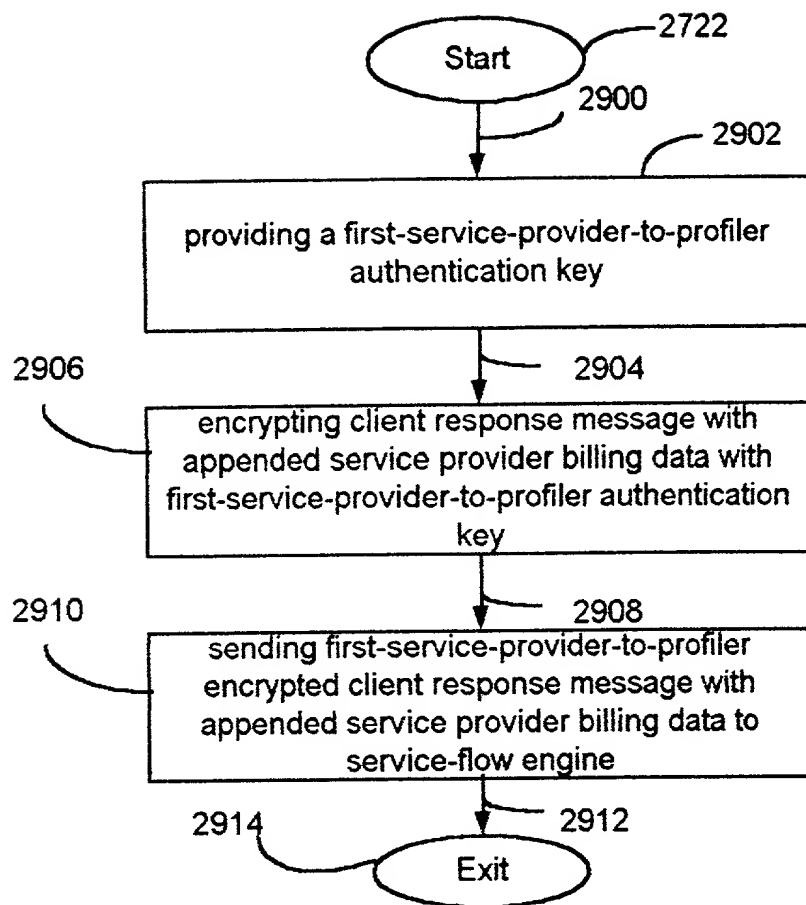 2722
Start
2900
2902
providing a first-service-provider-to-profiler
authentication key
2906
2904
encrypting client response message with
appended service provider billing data with
first-service-provider-to-profiler authentication
key
2910
2908
sending first-service-provider-to-profiler
encrypted client response message with
appended service provider billing data to
service-flow engine
2914
2912
Exit